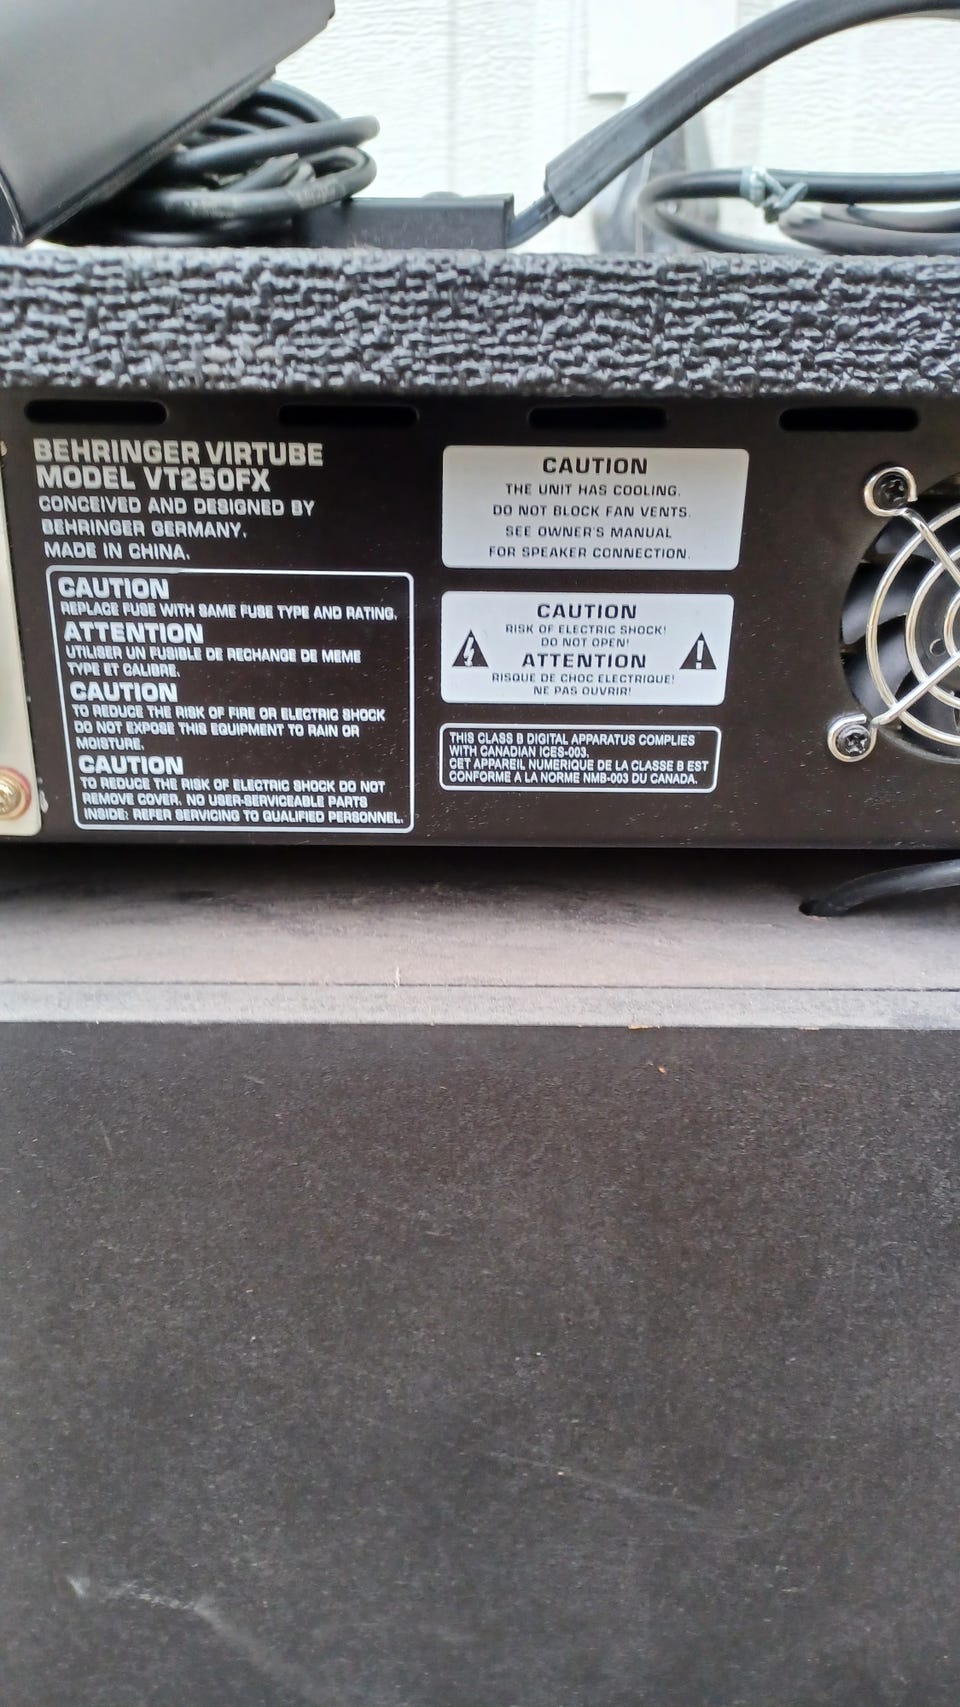 BEHRINGER VIRTUBE
MODEL VT250FX
CONCEIVED AND DESIGNED BY
BEHRINGER GERMANY.
MADE IN CHINA.
CAUTION
REPLACE FUSE WITH SAME FUSE TYPE AND RATING.
ATTENTION
UTILISER UN FUSIBLE DE RECHANGE DE MEME
TYPE ET CALIBRE.
CAUTION
TO REDUCE THE RISK OF FIRE OR ELECTRIC SHOCK
DO NOT EXPOSE THIS EQUIPMENT TO RAIN OR
MOISTURE.
CAUTION
TO REDUCE THE RISK OF ELECTRIC SHOCK DO NOT
REMOVE COVER. NO USER-SERVICEABLE PARTS
INSIDE: REFER SERVICING TO QUALIFIED PERSONNEL.
CAUTION
THE UNIT HAS COOLING.
DO NOT BLOCK FAN VENTS.
SEE OWNER'S MANUAL
FOR SPEAKER CONNECTION.
CAUTION
RISK OF ELECTRIC SHOCK!
DO NOT OPEN!
ATTENTION
RISQUE DE CHOC ELECTRIQUE!
NE PAS OUVRIR!
THIS CLASS B DIGITAL APPARATUS COMPLIES
WITH CANADIAN ICES-003.
CET APPAREIL NUMERIQUE DE LA CLASSE B EST
CONFORME A LA NORME NMB-003 DU CANADA.